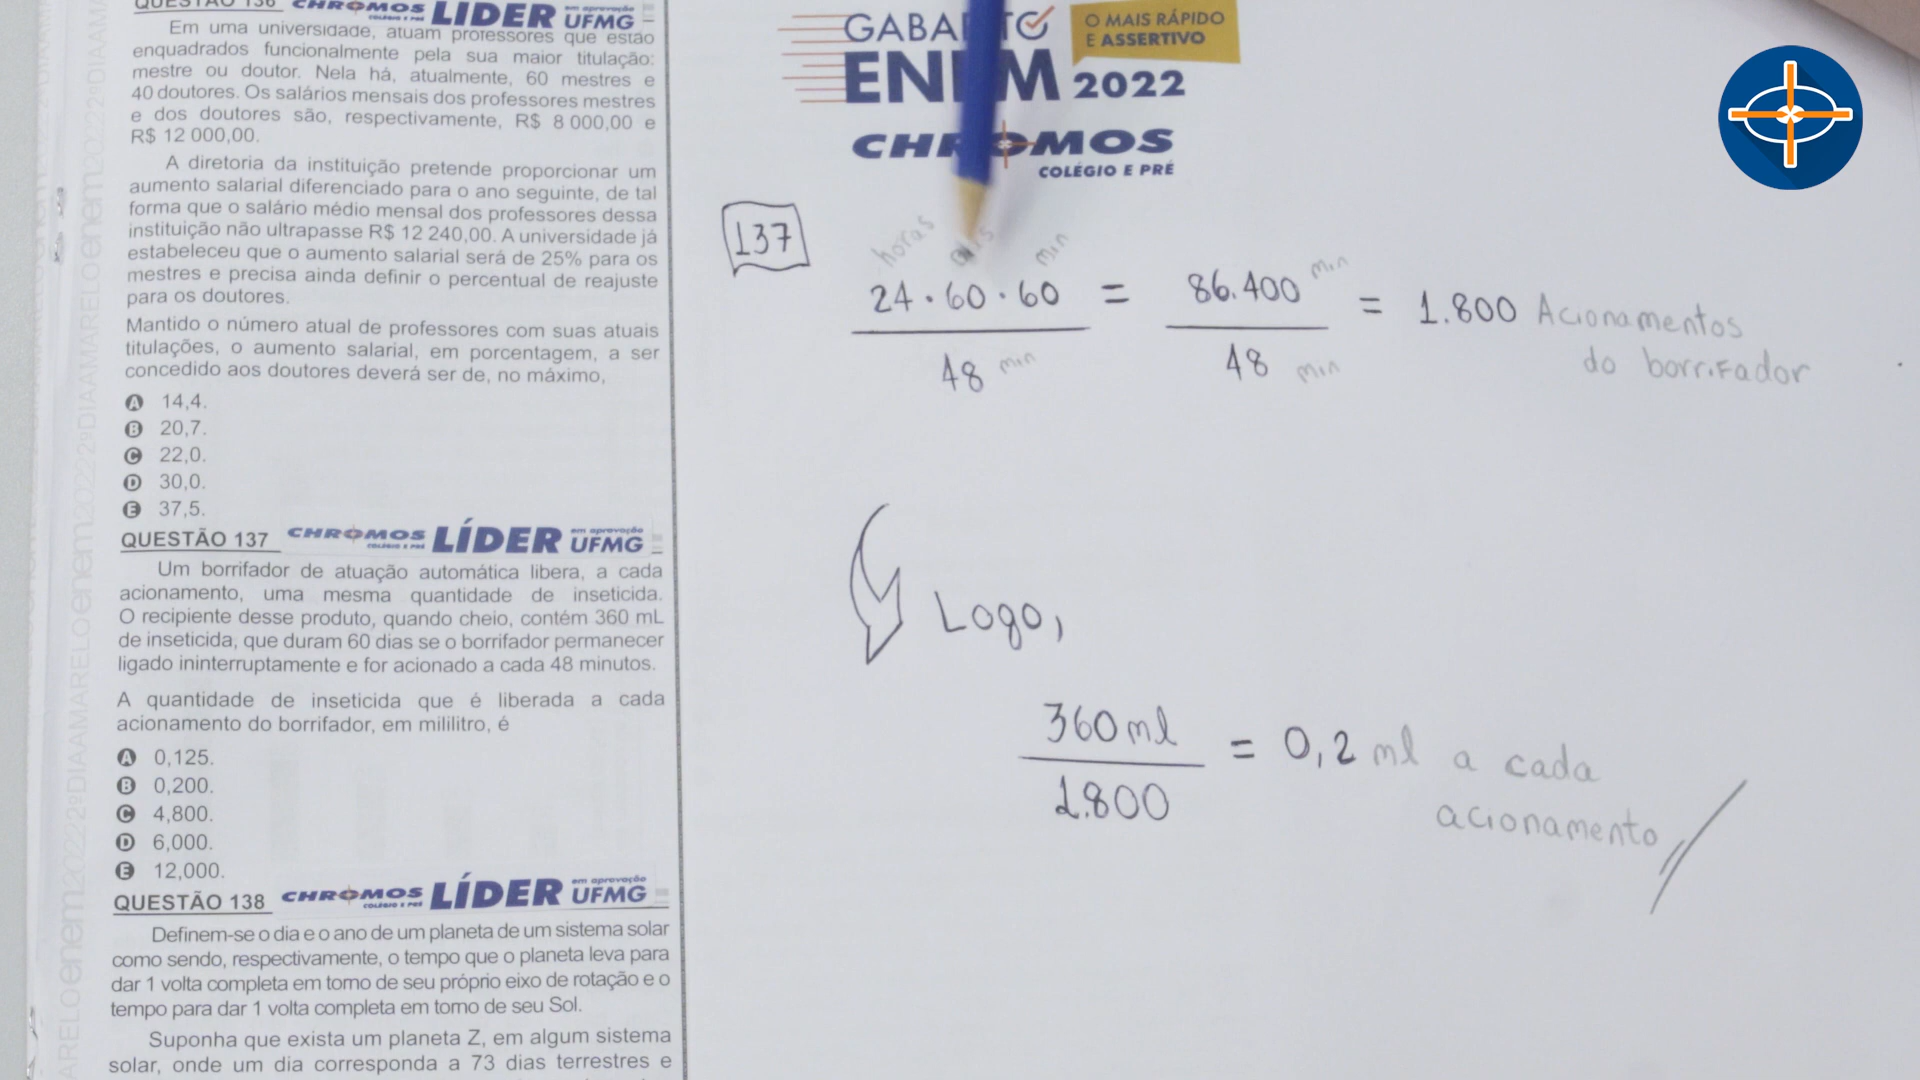 QUESTÃO 136 CHROMOS LÍDER em aprovação UFMG
COLÉGIO E PRÉ
Em uma universidade, atuam professores que estão
enquadrados funcionalmente pela sua maior titulação:
mestre ou doutor. Nela há, atualmente, 60 mestres e
40 doutores. Os salários mensais dos professores mestres
e dos doutores são, respectivamente, R$ 8 000,00 e
R$ 12 000,00.
A diretoria da instituição pretende proporcionar um
aumento salarial diferenciado para o ano seguinte, de tal
forma que o salário médio mensal dos professores dessa
instituição não ultrapasse R$ 12 240,00. A universidade já
estabeleceu que o aumento salarial será de 25% para os
mestres e precisa ainda definir o percentual de reajuste
para os doutores.
Mantido o número atual de professores com suas atuais
titulações, o aumento salarial, em porcentagem, a ser
concedido aos doutores deverá ser de, no máximo,
A 14,4.
B 20,7.
C 22,0.
D 30,0.
E 37,5.
QUESTÃO 137 CHROMOS LÍDER em aprovação UFMG
COLÉGIO E PRÉ
Um borrifador de atuação automática libera, a cada
acionamento, uma mesma quantidade de inseticida.
O recipiente desse produto, quando cheio, contém 360 mL
de inseticida, que duram 60 dias se o borrifador permanecer
ligado ininterruptamente e for acionado a cada 48 minutos.
A quantidade de inseticida que é liberada a cada
acionamento do borrifador, em mililitro, é
A 0,125.
B 0,200.
C 4,800.
D 6,000.
E 12,000.
QUESTÃO 138 CHROMOS LÍDER em aprovação UFMG
COLÉGIO E PRÉ
Definem-se o dia e o ano de um planeta de um sistema solar
como sendo, respectivamente, o tempo que o planeta leva para
dar 1 volta completa em torno de seu próprio eixo de rotação e o
tempo para dar 1 volta completa em torno de seu Sol.
Suponha que exista um planeta Z, em algum sistema
solar, onde um dia corresponda a 73 dias terrestres e
O MAIS RÁPIDO
E ASSERTIVO
ENEM 2022
CHROMOS
COLÉGIO E PRÉ
137
horas min
24 · 60 · 60 = 86.400 min = 1.800 Acionamentos
48 min 48 min do borrifador
Logo,
360 ml = 0,2 ml a cada
1.800 acionamento